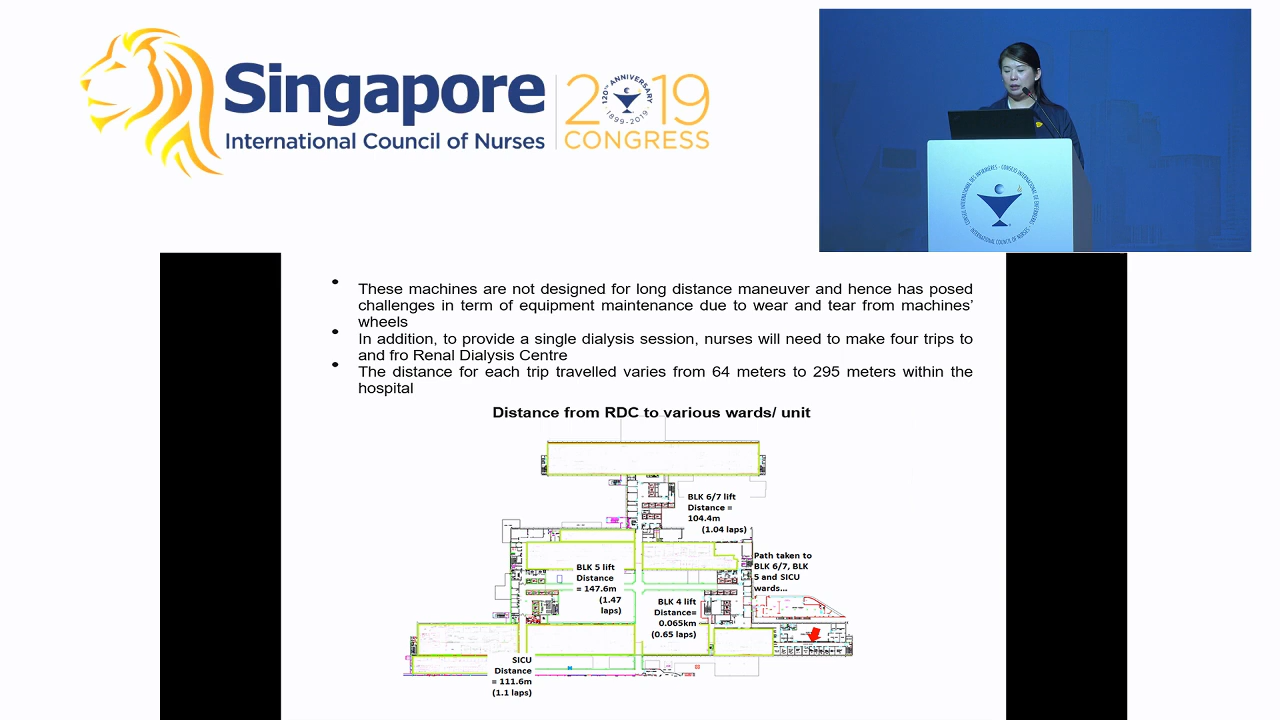 Singapore
International Council of Nurses
2019
CONGRESS
120TH ANNIVERSARY
1899-2019
• These machines are not designed for long distance maneuver and hence has posed
challenges in term of equipment maintenance due to wear and tear from machines’
wheels
• In addition, to provide a single dialysis session, nurses will need to make four trips to
and fro Renal Dialysis Centre
• The distance for each trip travelled varies from 64 meters to 295 meters within the
hospital
Distance from RDC to various wards/ unit
BLK 6/7 lift
Distance =
104.4m
(1.04 laps)
Path taken to
BLK 6/7, BLK
5 and SICU
wards...
BLK 5 lift
Distance
= 147.6m
(1.47
laps)
BLK 4 lift
Distance=
0.065km
(0.65 laps)
SICU
Distance
= 111.6m
(1.1 laps)